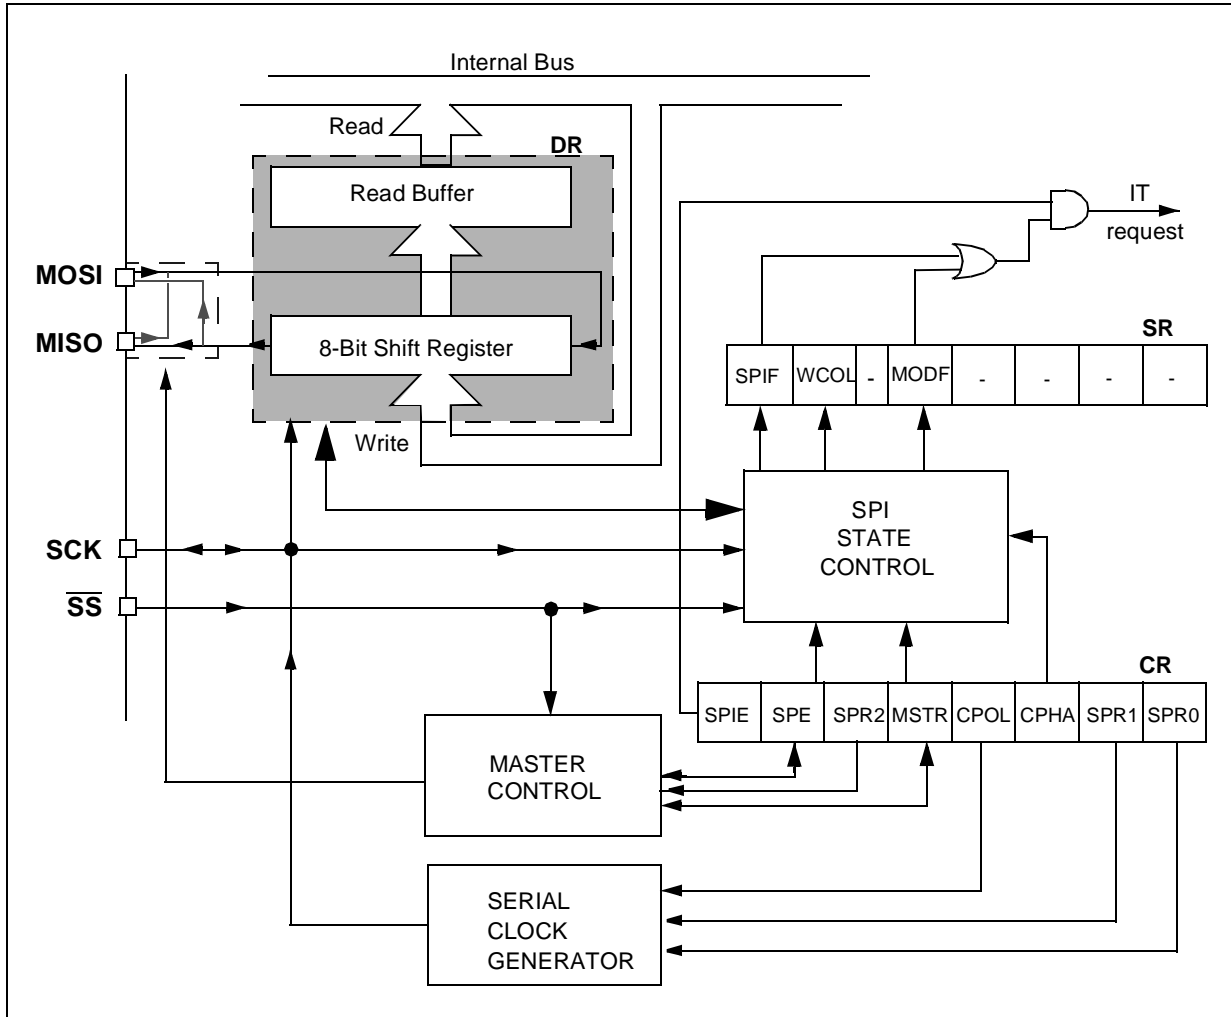 Internal Bus
Read
DR
Read Buffer
IT
request
MOSI
MISO
8-Bit Shift Register
SR
SPIF WCOL - MODF - - - -
Write
SPI
STATE
CONTROL
SCK
SS
CR
SPIE SPE SPR2 MSTR CPOL CPHA SPR1 SPR0
MASTER
CONTROL
SERIAL
CLOCK
GENERATOR